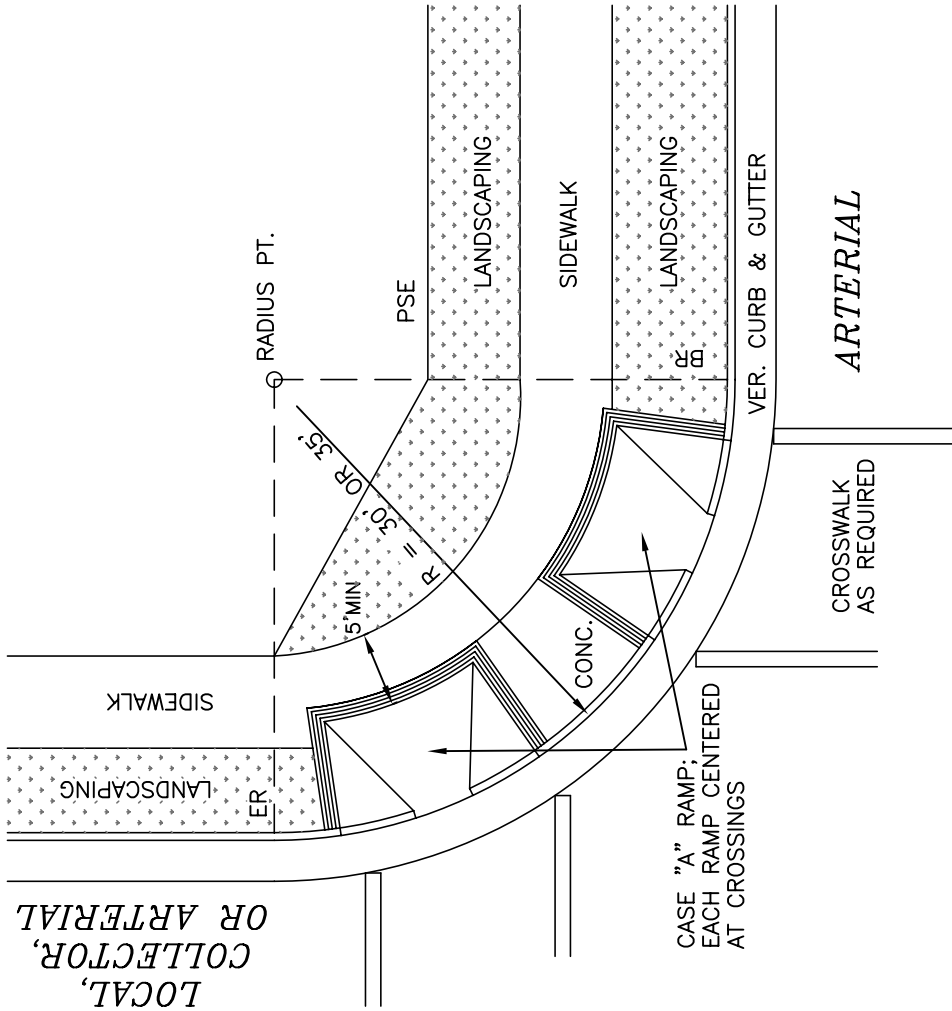 RADIUS PT.
PSE
LANDSCAPING
SIDEWALK
LANDSCAPING
BR
VER. CURB & GUTTER
ARTERIAL
R = 30' OR 35'
5'MIN
CONC.
CROSSWALK
AS REQUIRED
SIDEWALK
LANDSCAPING
ER
CASE "A" RAMP;
EACH RAMP CENTERED
AT CROSSINGS
LOCAL,
COLLECTOR,
OR ARTERIAL